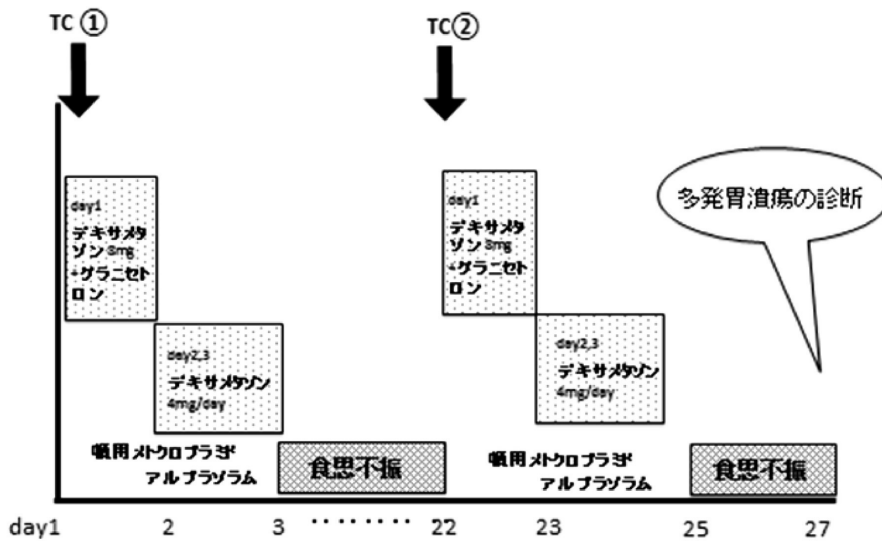 TC① TC②
多発胃潰瘍の診断
day1
デキサメタ
ゾン 8mg
+グラニセト
ロン
day2,3
デキサメタゾン
4mg/day
頓用メトクロプラミド
アルプラゾラム
食思不振
day1
デキサメタ
ゾン 8mg
+グラニセト
ロン
day2,3
デキサメタゾン
4mg/day
頓用メトクロプラミド
アルプラゾラム
食思不振
day1 2 3 ········ 22 23 25 27